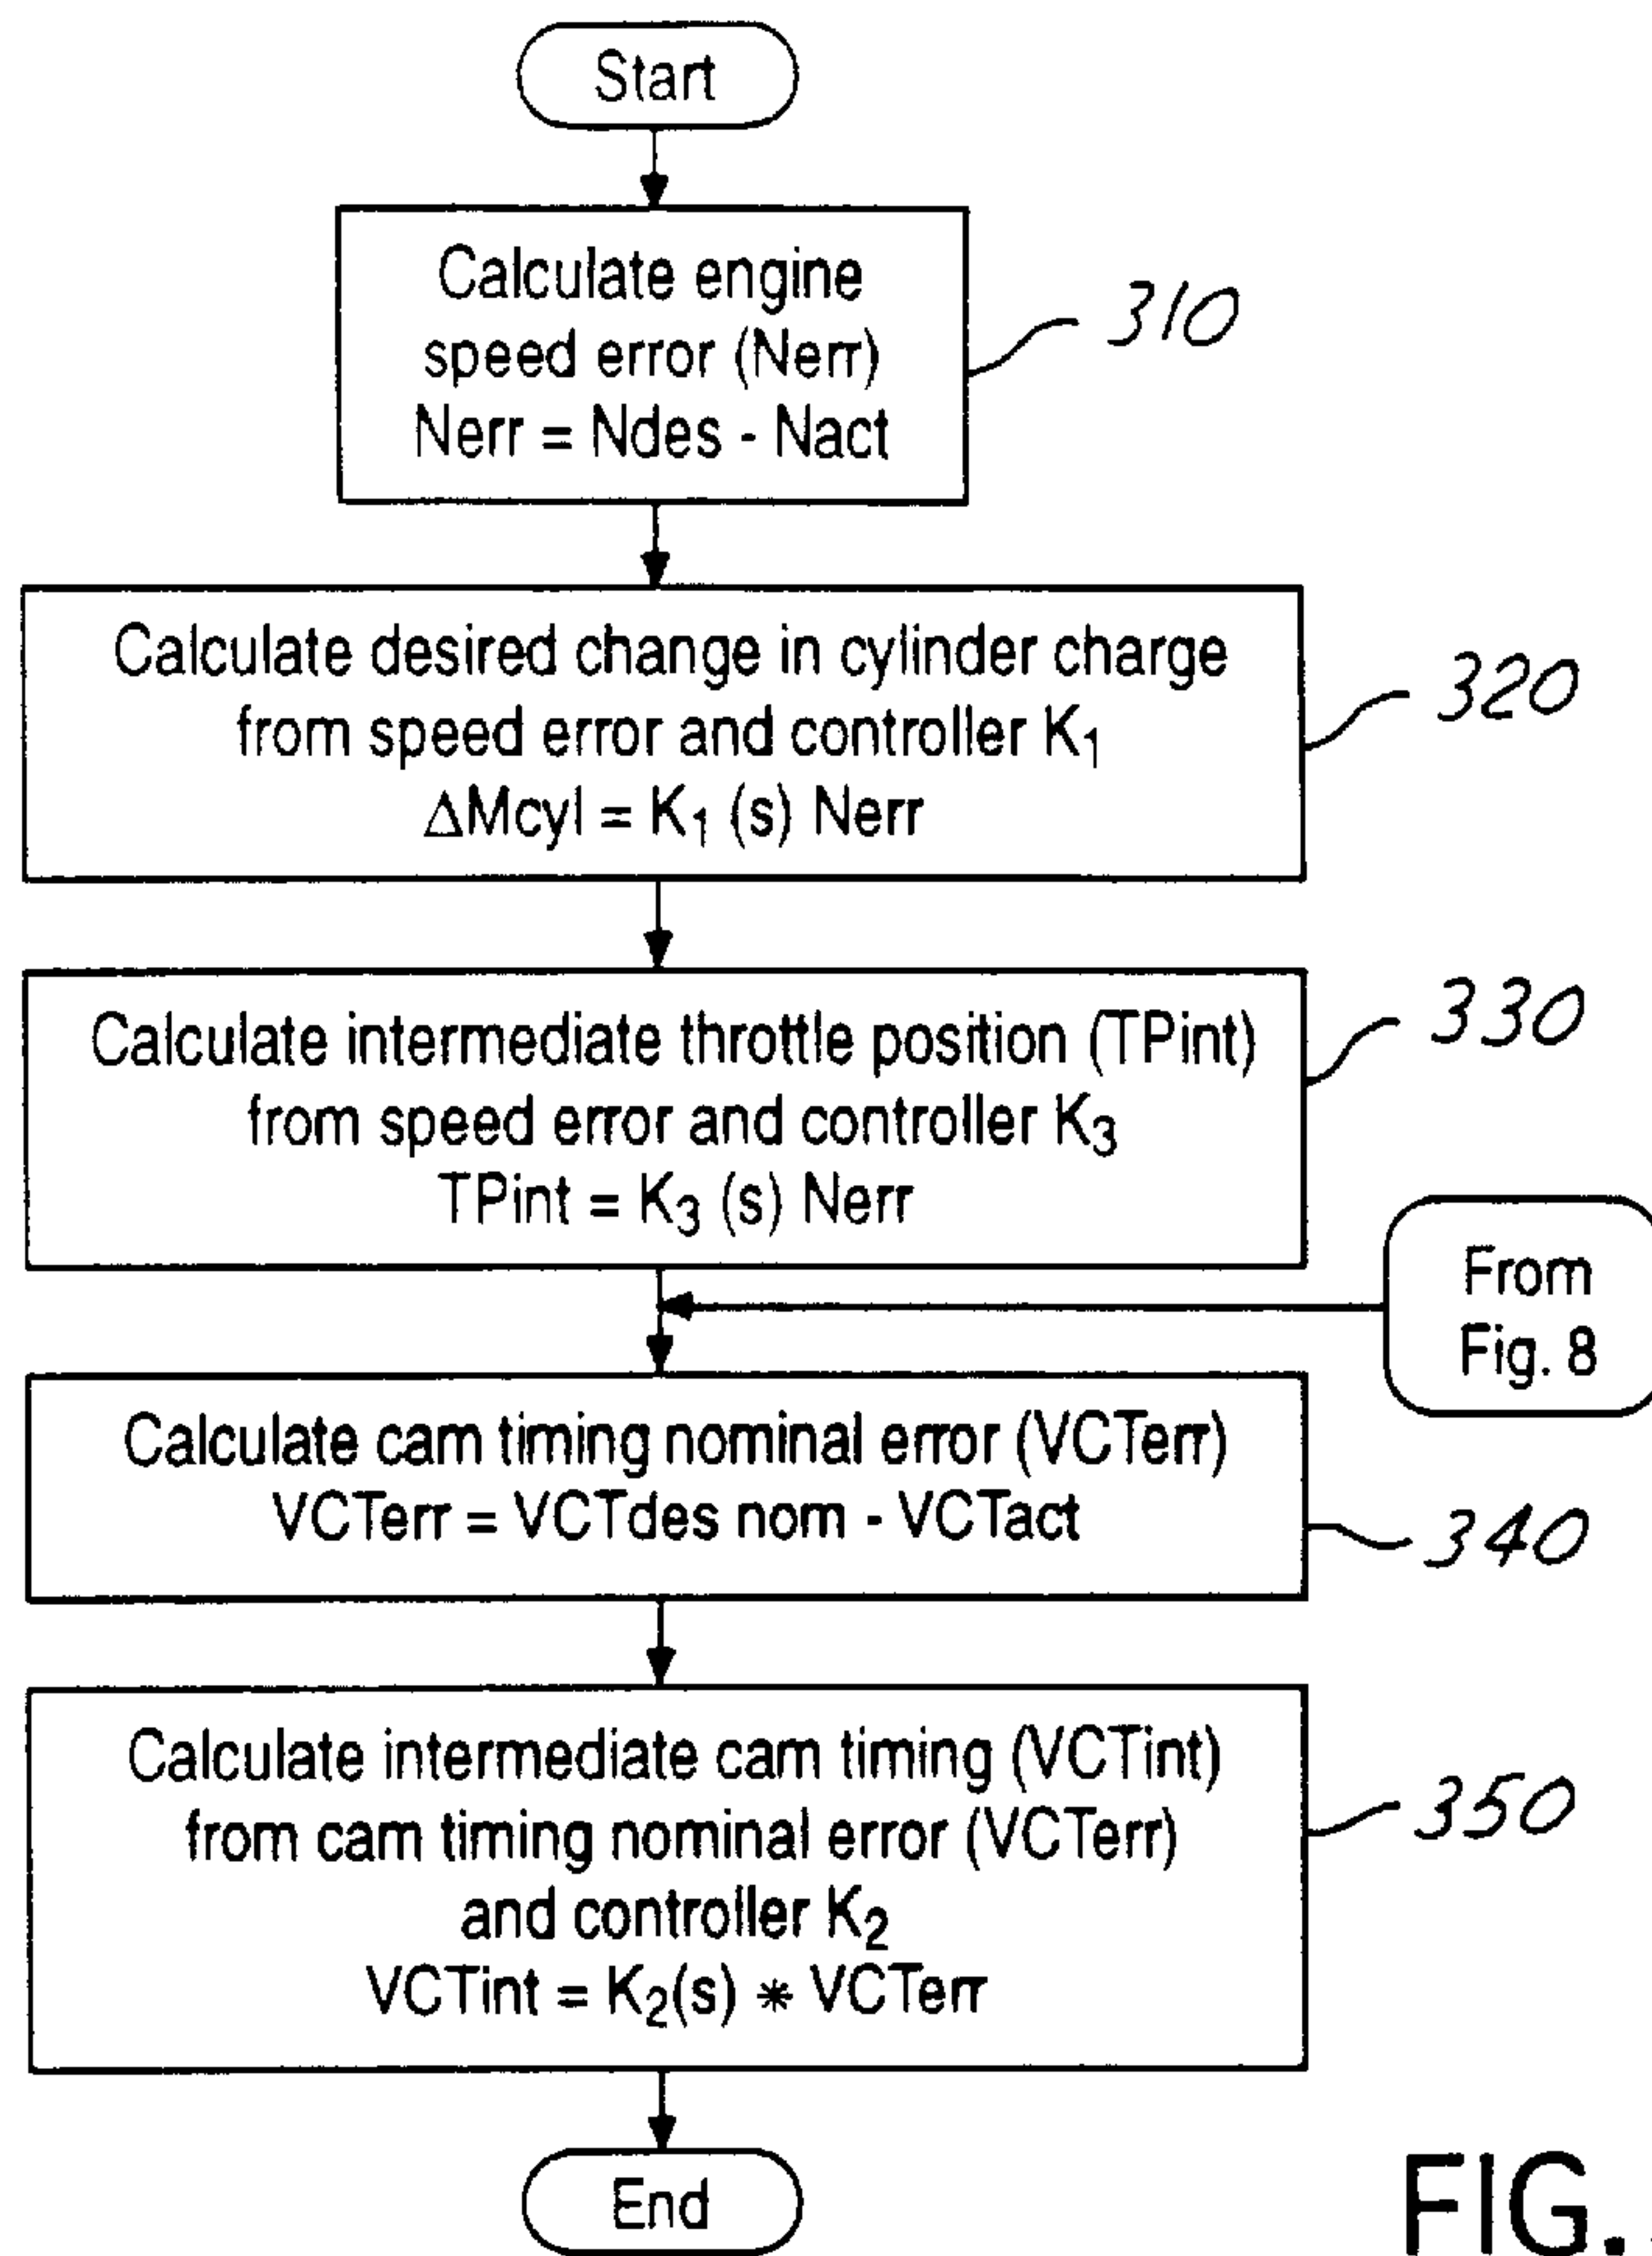 Start
Calculate engine
speed error (Nerr)
Nerr = Ndes - Nact
310
Calculate desired change in cylinder charge
from speed error and controller K₁
ΔMcyl = K₁ (s) Nerr
320
Calculate intermediate throttle position (TPint)
from speed error and controller K₃
TPint = K₃ (s) Nerr
330
From
Fig. 8
Calculate cam timing nominal error (VCTerr)
VCTerr = VCTdes nom - VCTact
340
Calculate intermediate cam timing (VCTint)
from cam timing nominal error (VCTerr)
and controller K₂
VCTint = K₂(s) * VCTerr
350
End
FIG.